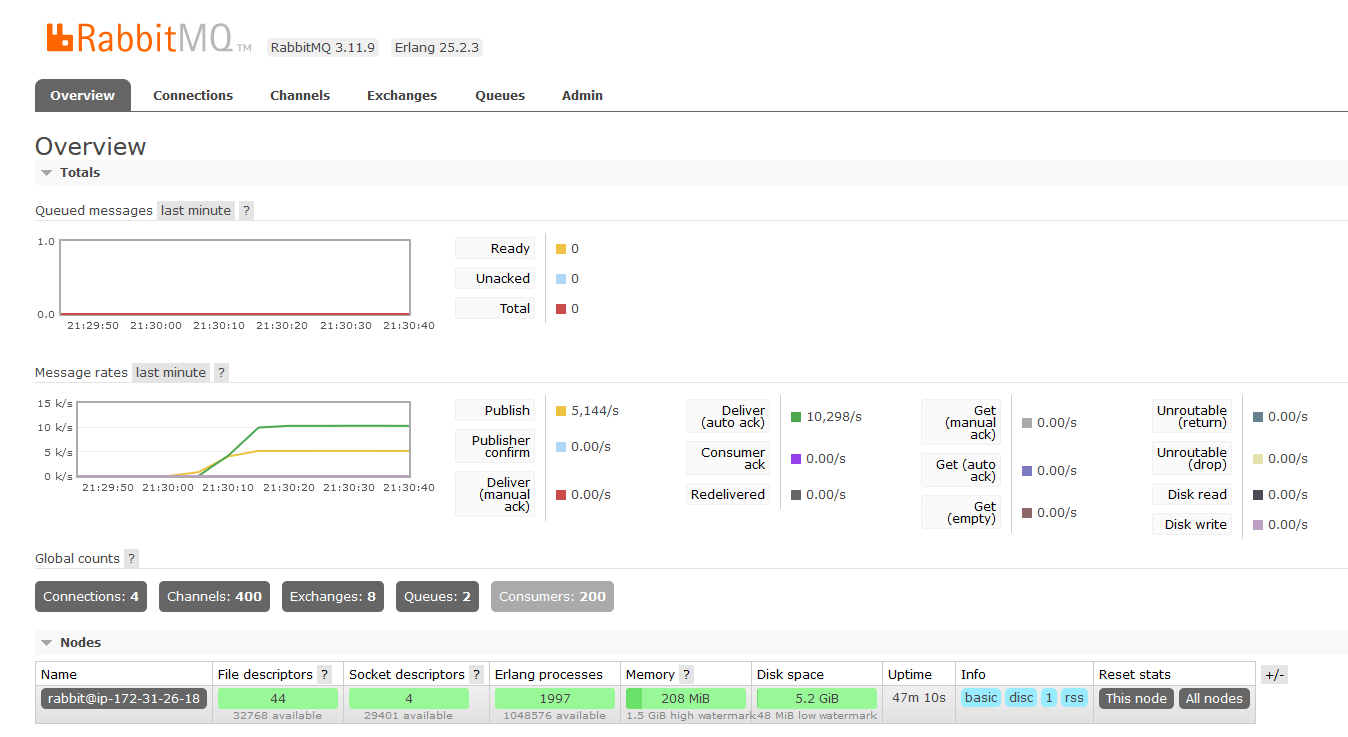 RabbitMQ TM RabbitMQ 3.11.9 Erlang 25.2.3
Overview Connections Channels Exchanges Queues Admin
Overview
Totals
Queued messages last minute ?
1.0
0.0
21:29:50 21:30:00 21:30:10 21:30:20 21:30:30 21:30:40
Ready 0
Unacked 0
Total 0
Message rates last minute ?
15 k/s
10 k/s
5 k/s
0 k/s
21:29:50 21:30:00 21:30:10 21:30:20 21:30:30 21:30:40
Publish 5,144/s
Publisher
confirm 0.00/s
Deliver
(manual
ack) 0.00/s
Deliver
(auto ack) 10,298/s
Consumer
ack 0.00/s
Redelivered 0.00/s
Get
(manual
ack) 0.00/s
Get (auto
ack) 0.00/s
Get
(empty) 0.00/s
Unroutable
(return) 0.00/s
Unroutable
(drop) 0.00/s
Disk read 0.00/s
Disk write 0.00/s
Global counts ?
Connections: 4 Channels: 400 Exchanges: 8 Queues: 2 Consumers: 200
Nodes
Name File descriptors ? Socket descriptors ? Erlang processes Memory ? Disk space Uptime Info Reset stats +/-
rabbit@ip-172-31-26-18 44 4 1997 208 MiB 5.2 GiB 47m 10s basic disc 1 rss This node All nodes
32768 available 29401 available 1048576 available 1.5 GiB high watermark 48 MiB low watermark